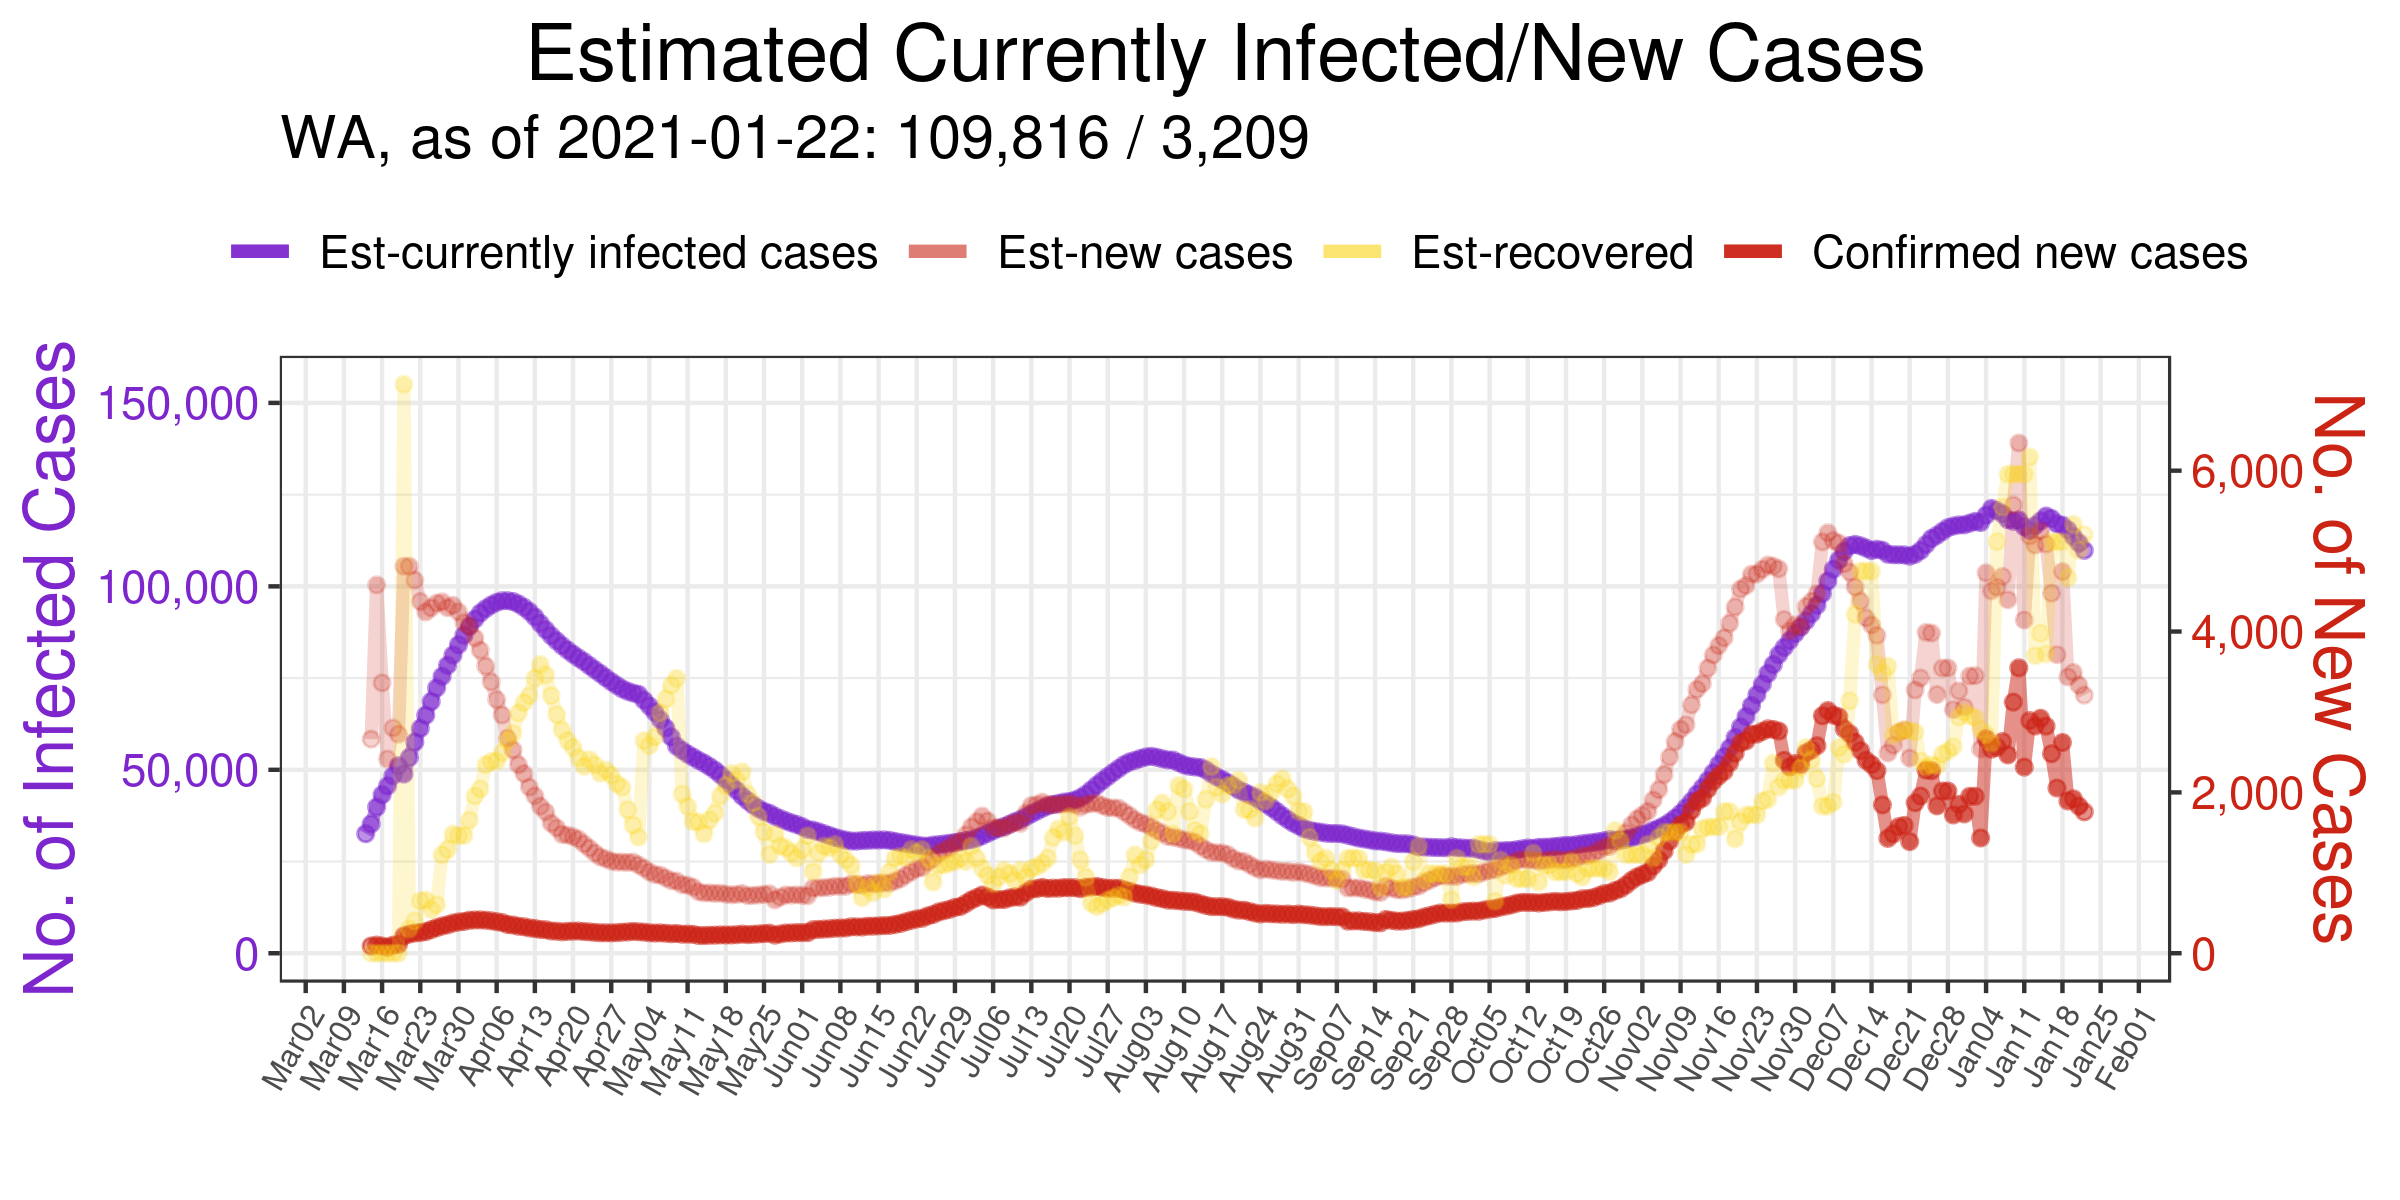 Estimated Currently Infected/New Cases
WA, as of 2021-01-22: 109,816 / 3,209
Est-currently infected cases Est-new cases Est-recovered Confirmed new cases
No. of Infected Cases
150,000
100,000
50,000
0
No. of New Cases
6,000
4,000
2,000
0
Mar02 Mar09 Mar16 Mar23 Mar30 Apr06 Apr13 Apr20 Apr27 May04 May11 May18 May25 Jun01 Jun08 Jun15 Jun22 Jun29 Jul06 Jul13 Jul20 Jul27 Aug03 Aug10 Aug17 Aug24 Aug31 Sep07 Sep14 Sep21 Sep28 Oct05 Oct12 Oct19 Oct26 Nov02 Nov09 Nov16 Nov23 Nov30 Dec07 Dec14 Dec21 Dec28 Jan04 Jan11 Jan18 Jan25 Feb01